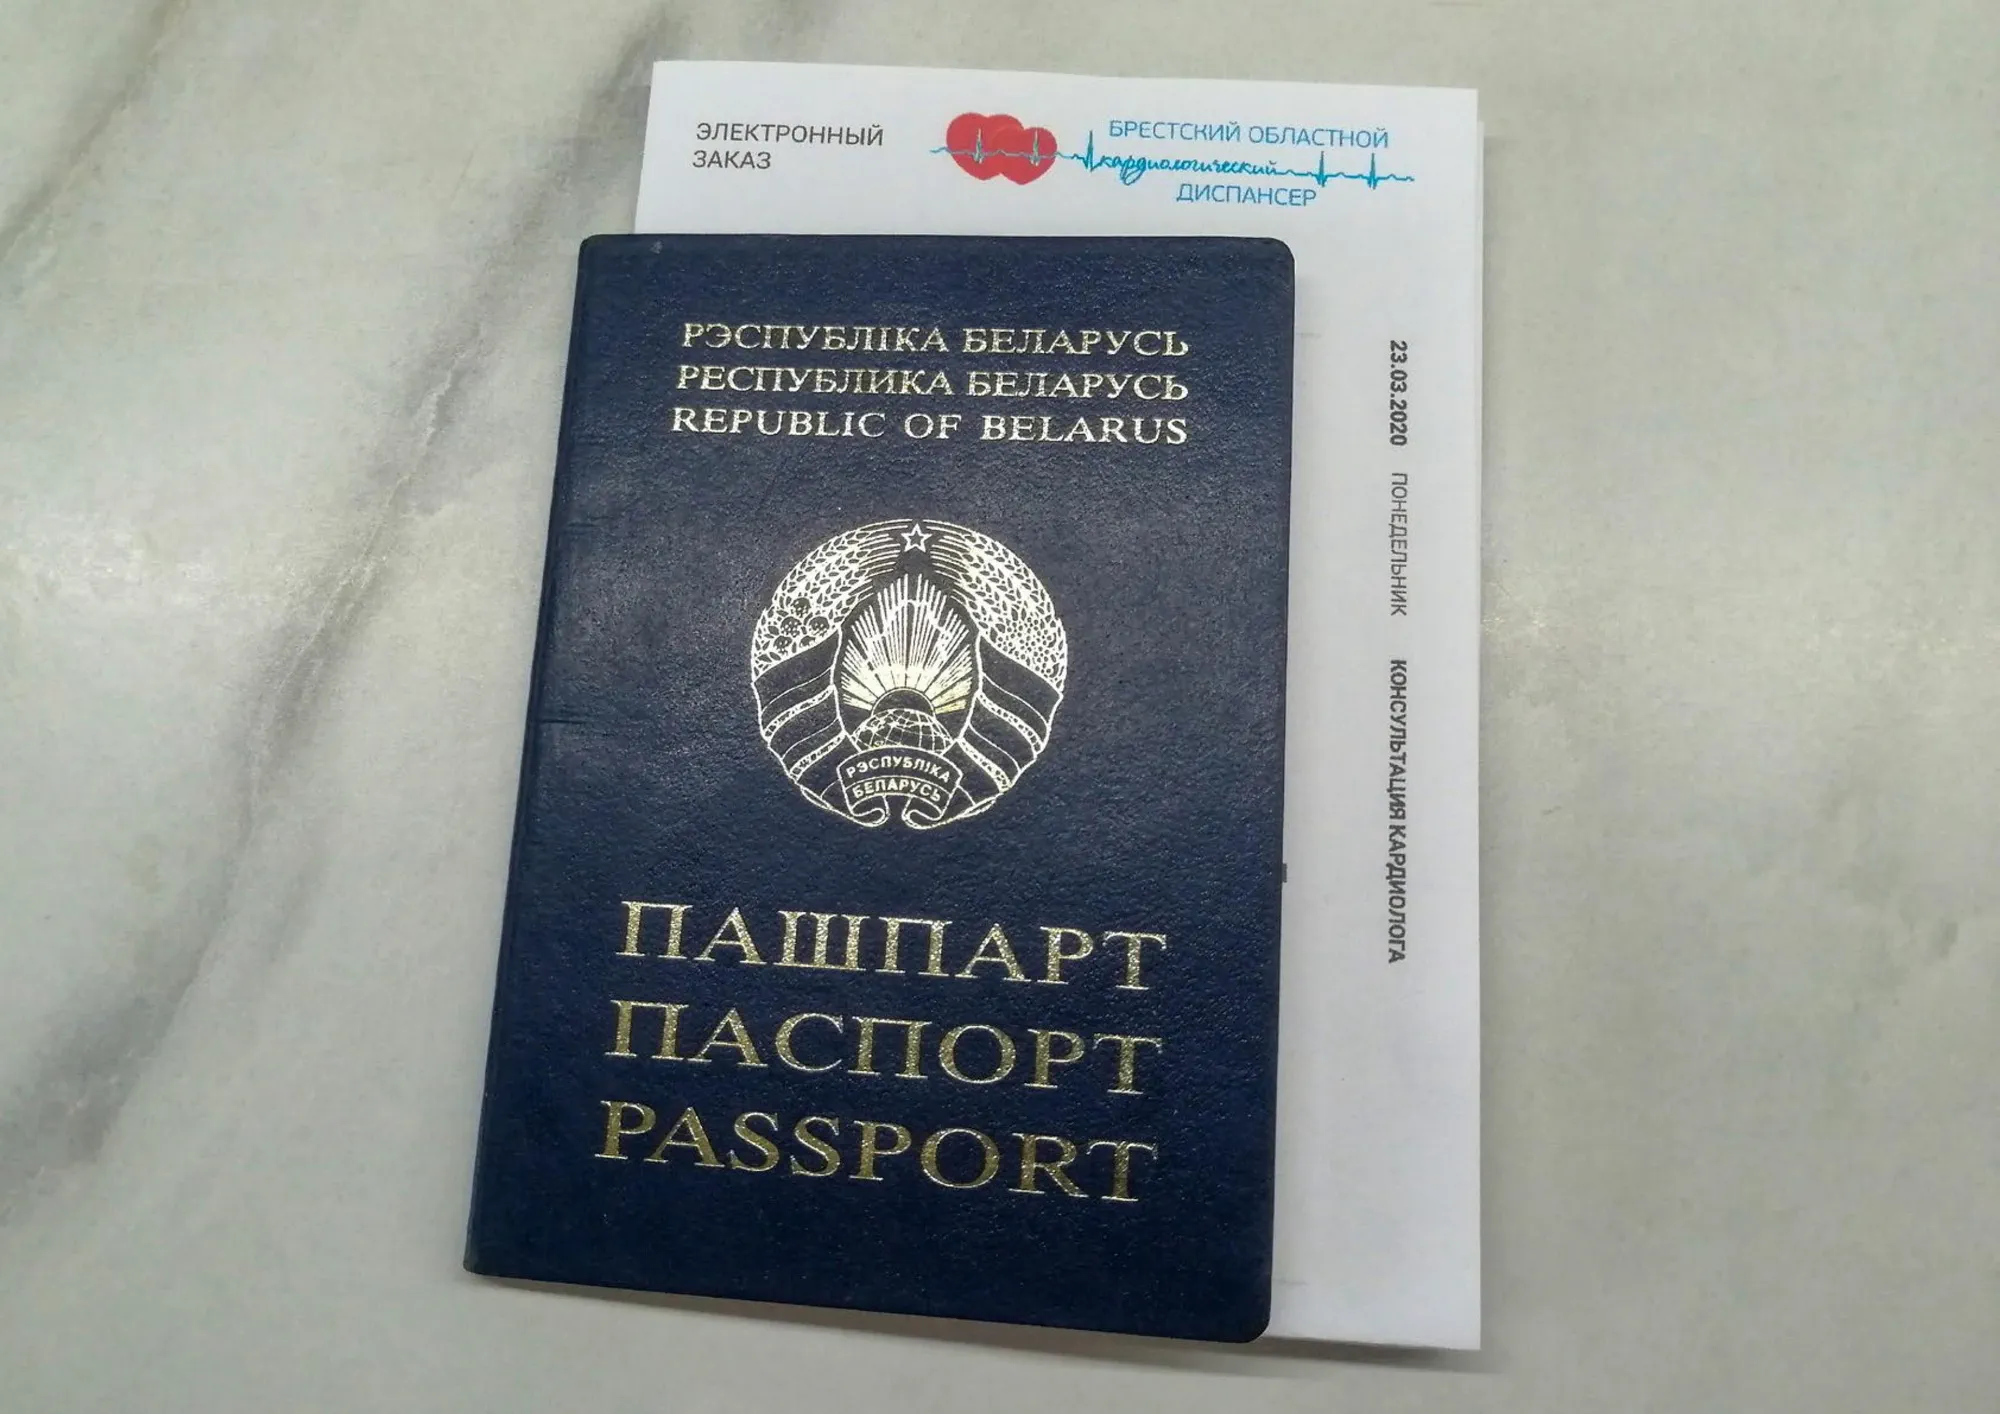 ЭЛЕКТРОННЫЙ
ЗАКАЗ
БРЕСТСКИЙ ОБЛАСТНОЙ
кардиологический
ДИСПАНСЕР
23.03.2020 ПОНЕДЕЛЬНИК КОНСУЛЬТАЦИЯ КАРДИОЛОГА
РЭСПУБЛІКА БЕЛАРУСЬ
РЕСПУБЛИКА БЕЛАРУСЬ
REPUBLIC OF BELARUS
РЭСПУБЛІКА
БЕЛАРУСЬ
ПАШПАРТ
ПАСПОРТ
PASSPORT